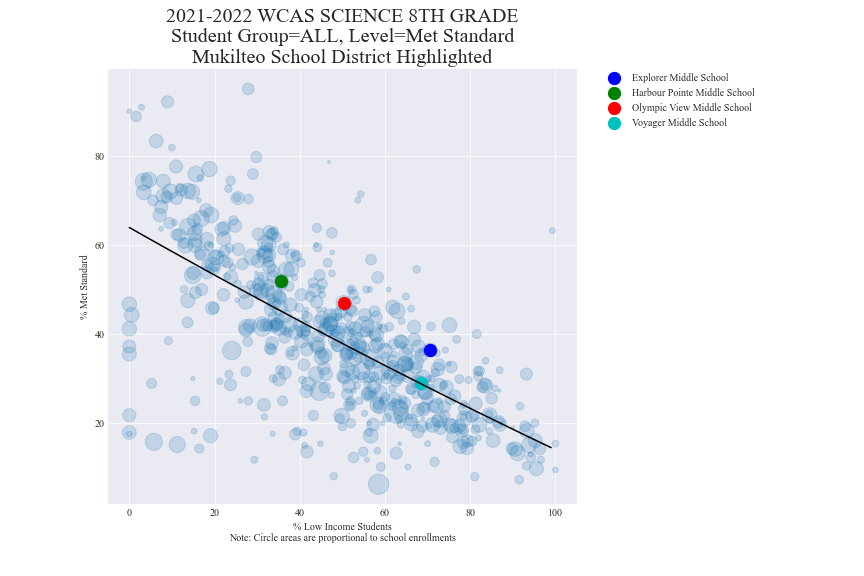 2021-2022 WCAS SCIENCE 8TH GRADE
Student Group=ALL, Level=Met Standard
Mukilteo School District Highlighted
Explorer Middle School
Harbour Pointe Middle School
Olympic View Middle School
Voyager Middle School
% Met Standard
80
60
40
20
0 20 40 60 80 100
% Low Income Students
Note: Circle areas are proportional to school enrollments